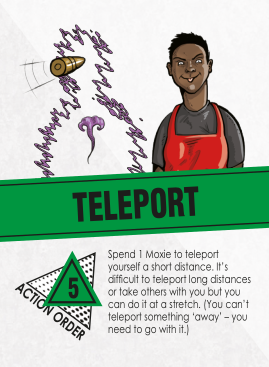 TELEPORT
5
ACTION ORDER
Spend 1 Moxie to teleport
yourself a short distance. It's
difficult to teleport long distances
or take others with you but you
can do it at a stretch. (You can't
teleport something 'away' – you
need to go with it.)